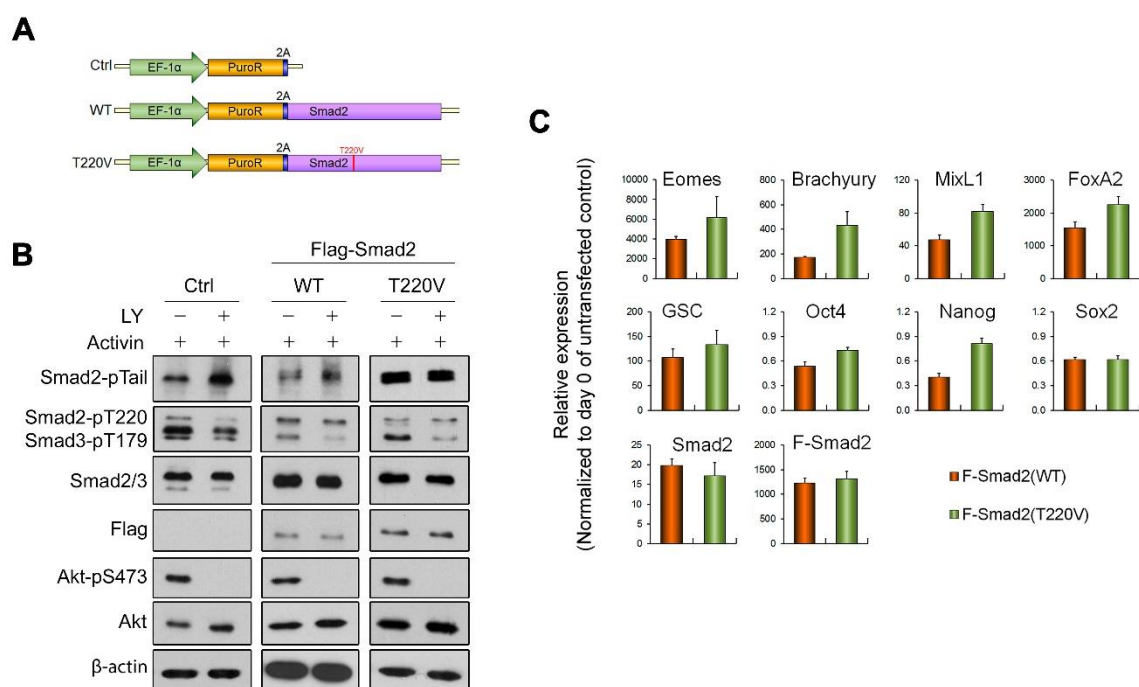 A
Ctrl EF-1α PuroR 2A
WT EF-1α PuroR 2A Smad2
T220V EF-1α PuroR 2A Smad2 T220V
B
Flag-Smad2
Ctrl WT T220V
LY − + − + − +
Activin + + + + + +
Smad2-pTail
Smad2-pT220
Smad3-pT179
Smad2/3
Flag
Akt-pS473
Akt
β-actin
C
Relative expression
(Normalized to day 0 of untransfected control)
Eomes
10000
8000
6000
4000
2000
0
Brachyury
800
600
400
200
0
MixL1
120
80
40
0
FoxA2
3000
2000
1000
0
GSC
200
150
100
50
0
Oct4
1.2
0.9
0.6
0.3
0.0
Nanog
1.2
0.9
0.6
0.3
0.0
Sox2
1.2
0.9
0.6
0.3
0.0
Smad2
25
20
15
10
5
0
F-Smad2
2000
1500
1000
500
0
F-Smad2(WT)
F-Smad2(T220V)